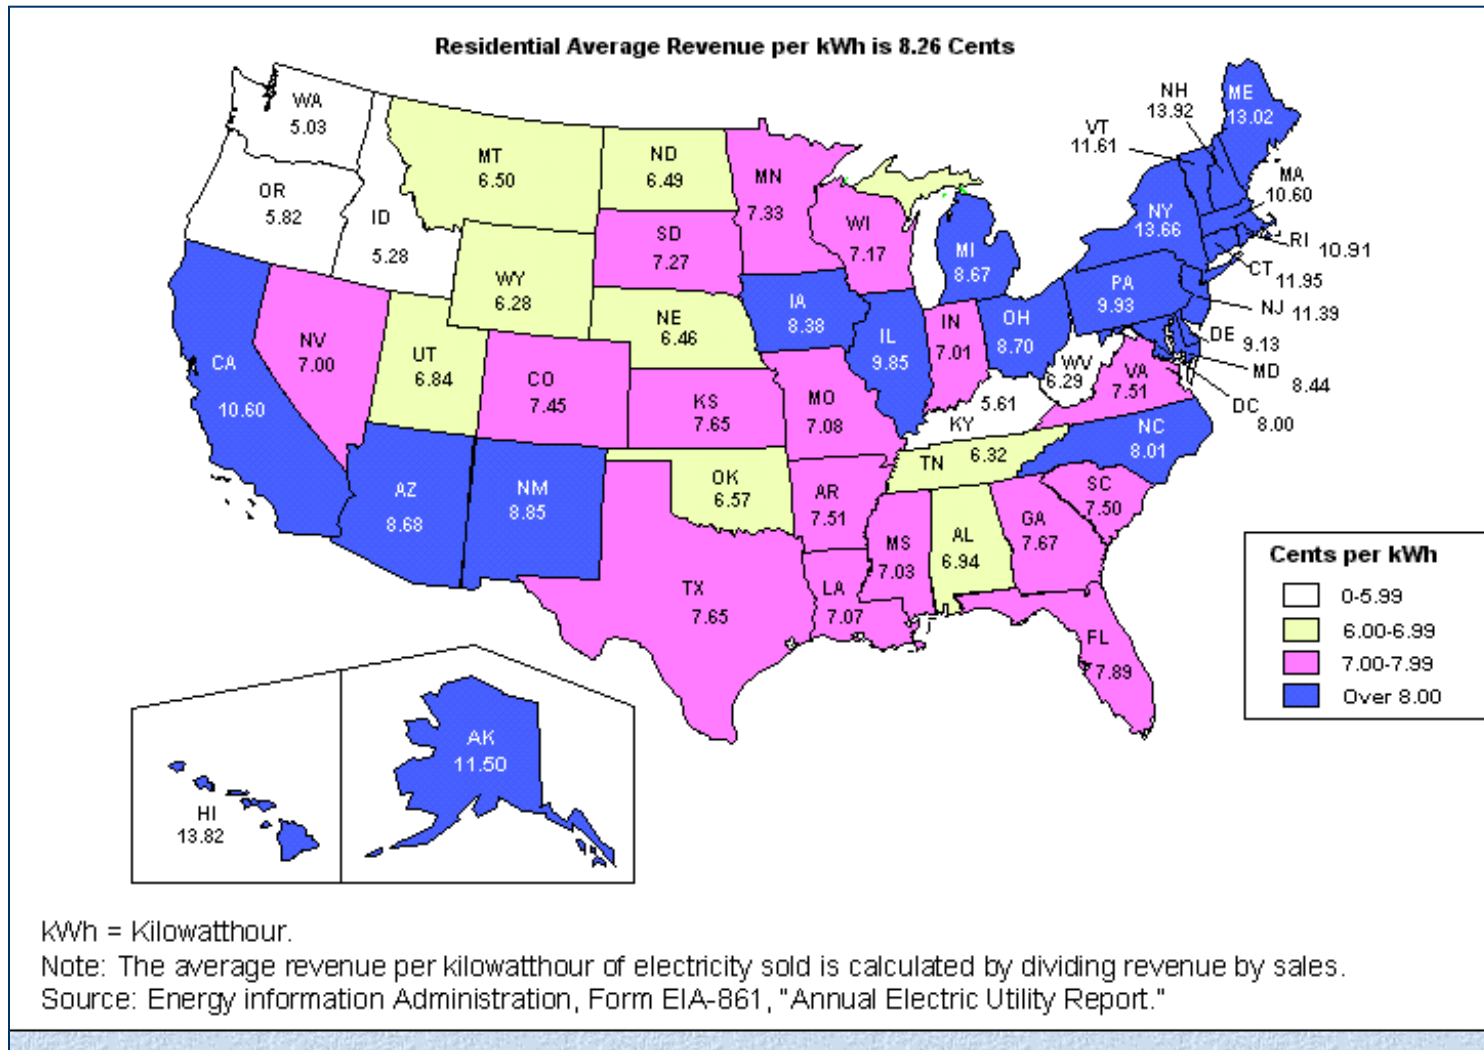 Residential Average Revenue per kWh is 8.26 Cents
WA
5.03
OR
5.82
ID
5.28
MT
6.50
ND
6.49
MN
7.33
SD
7.27
WI
7.17
WY
6.28
NE
6.46
IA
8.38
MI
8.67
NH
13.92
ME
13.02
VT
11.61
MA
10.60
NY
13.66
RI 10.91
CT 11.95
PA
9.93
NJ 11.39
DE 9.13
MD 8.44
DC 8.00
CA
10.60
NV
7.00
UT
6.84
CO
7.45
KS
7.65
MO
7.08
IL
9.85
IN
7.01
OH
8.70
WV
6.29
VA
7.51
5.61
KY
NC
8.01
TN 6.32
AZ
8.68
NM
8.85
OK
6.57
AR
7.51
SC
7.50
TX
7.65
LA
7.07
MS
7.03
AL
6.94
GA
7.67
FL
7.89
Cents per kWh
0-5.99
6.00-6.99
7.00-7.99
Over 8.00
HI
13.82
AK
11.50
kWh = Kilowatthour.
Note: The average revenue per kilowatthour of electricity sold is calculated by dividing revenue by sales.
Source: Energy information Administration, Form EIA-861, "Annual Electric Utility Report."